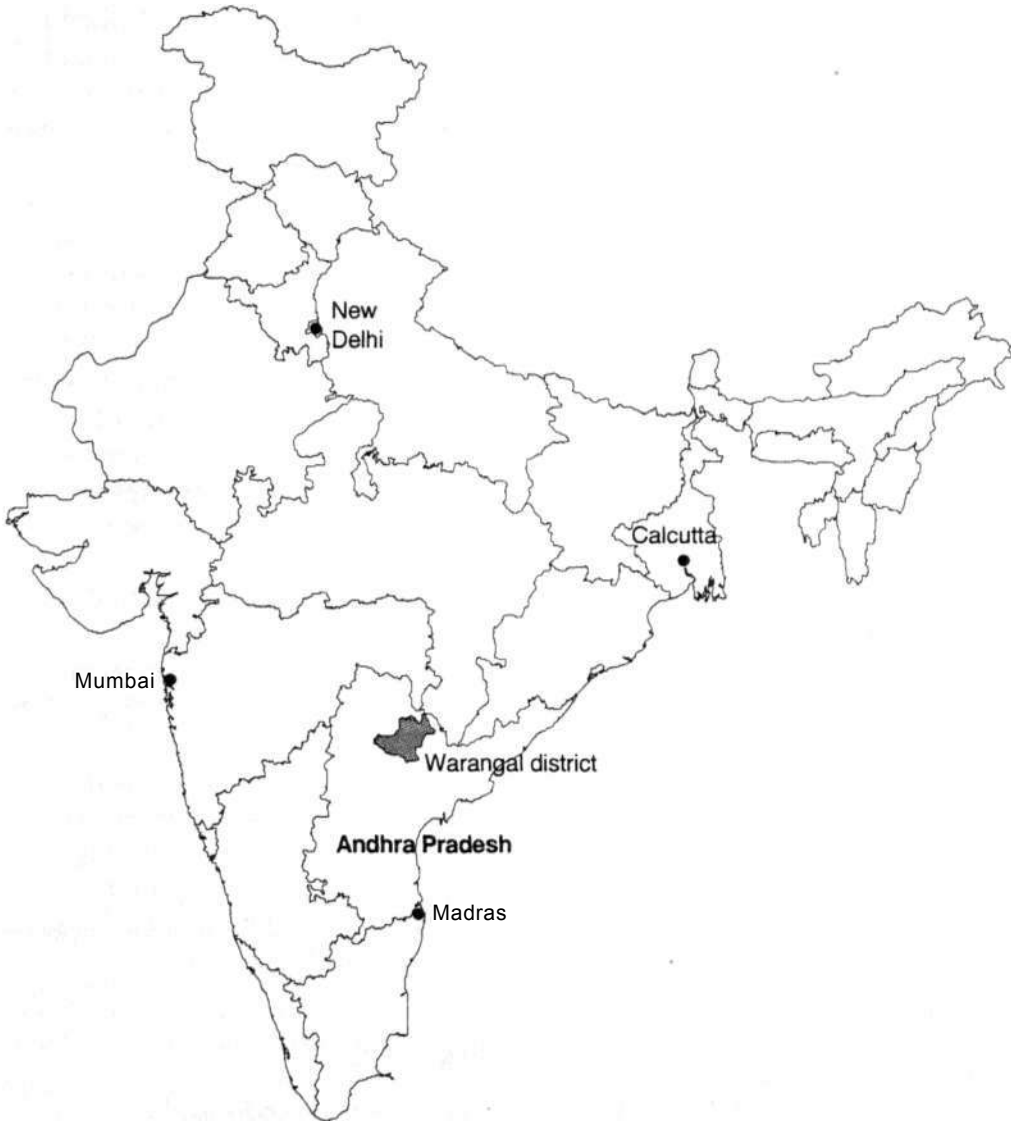 New
Delhi
Calcutta
Mumbai
Warangal district
Andhra Pradesh
Madras